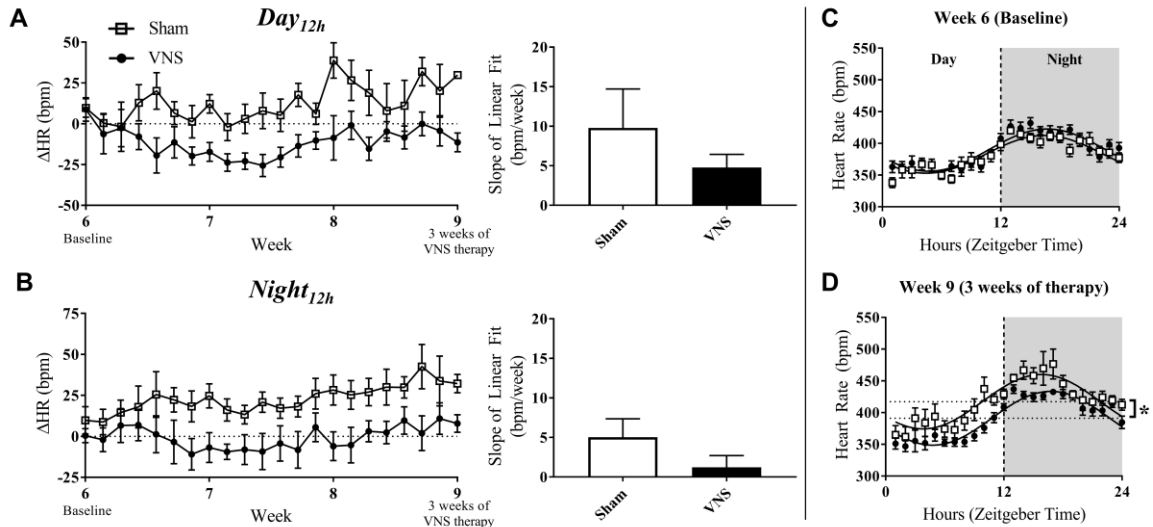 A
Day12h
Sham
VNS
ΔHR (bpm)
50
25
0
-25
-50
6
7
8
9
Baseline
Week
3 weeks of
VNS therapy
Slope of Linear Fit
(bpm/week)
20
15
10
5
0
Sham
VNS
B
Night12h
ΔHR (bpm)
75
50
25
0
-25
6
7
8
9
Baseline
Week
3 weeks of
VNS therapy
Slope of Linear Fit
(bpm/week)
20
15
10
5
0
Sham
VNS
C
Week 6 (Baseline)
Day
Night
Heart Rate (bpm)
550
500
450
400
350
300
0
12
24
Hours (Zeitgeber Time)
D
Week 9 (3 weeks of therapy)
Heart Rate (bpm)
550
500
450
400
350
300
0
12
24
Hours (Zeitgeber Time)
*